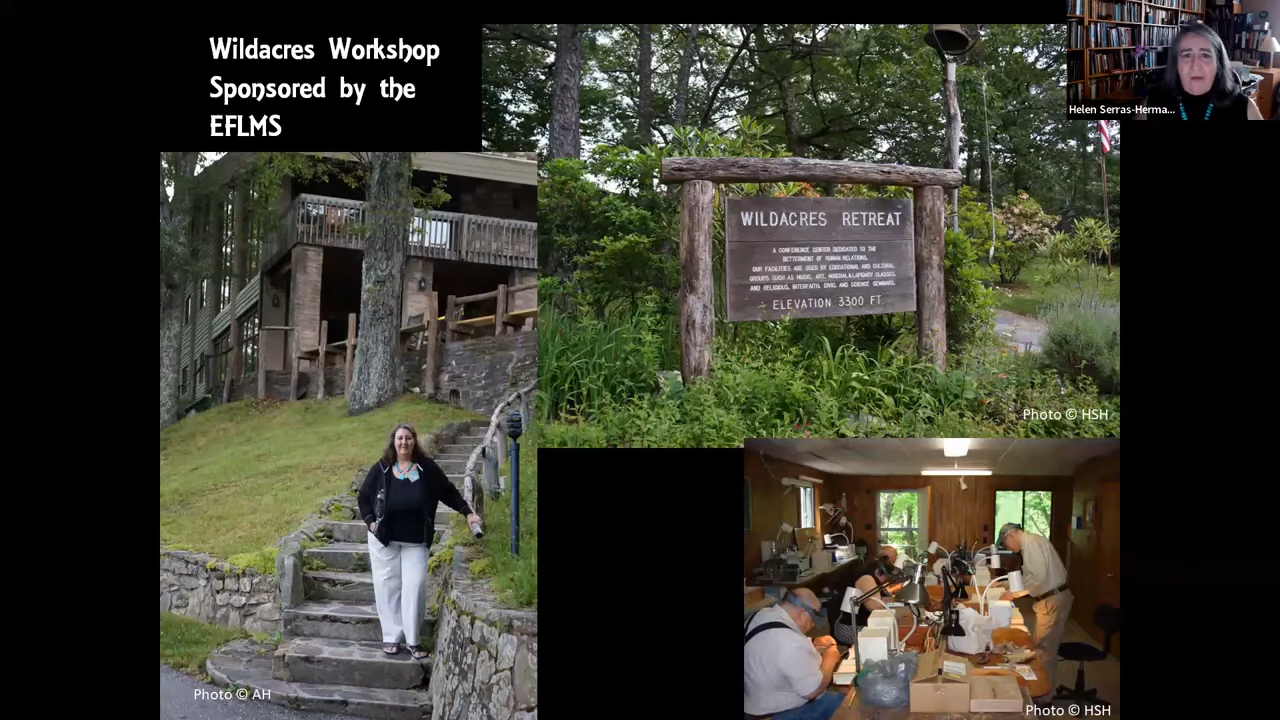 Wildacres Workshop
Sponsored by the
EFLMS
Helen Serras-Herma...
WILDACRES RETREAT
A CONFERENCE CENTER DEDICATED TO THE
BETTERMENT OF HUMAN RELATIONS.
OUR FACILITIES ARE USED BY EDUCATIONAL AND CULTURAL
GROUPS SUCH AS MUSIC, ART, MINERAL & LAPIDARY CLASSES,
AND RELIGIOUS, INTERFAITH, CIVIC, AND SCIENCE SEMINARS.
ELEVATION 3300 FT
Photo © HSH
Photo © AH
Photo © HSH